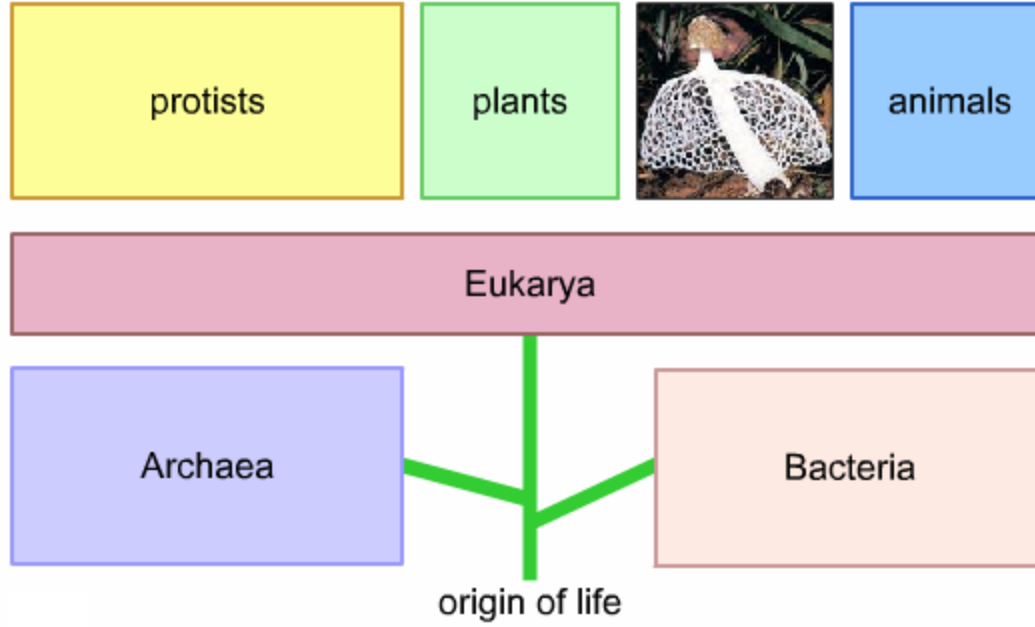 protists
plants
animals
Eukarya
Archaea
Bacteria
origin of life